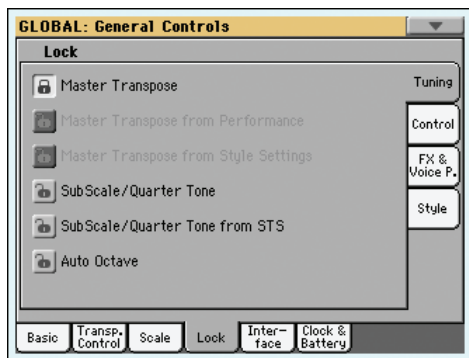 GLOBAL: General Controls
Lock
Master Transpose
Master Transpose from Performance
Master Transpose from Style Settings
SubScale/Quarter Tone
SubScale/Quarter Tone from STS
Auto Octave
Tuning
Control
FX &
Voice P.
Style
Basic
Transp.
Control
Scale
Lock
Inter-
face
Clock &
Battery